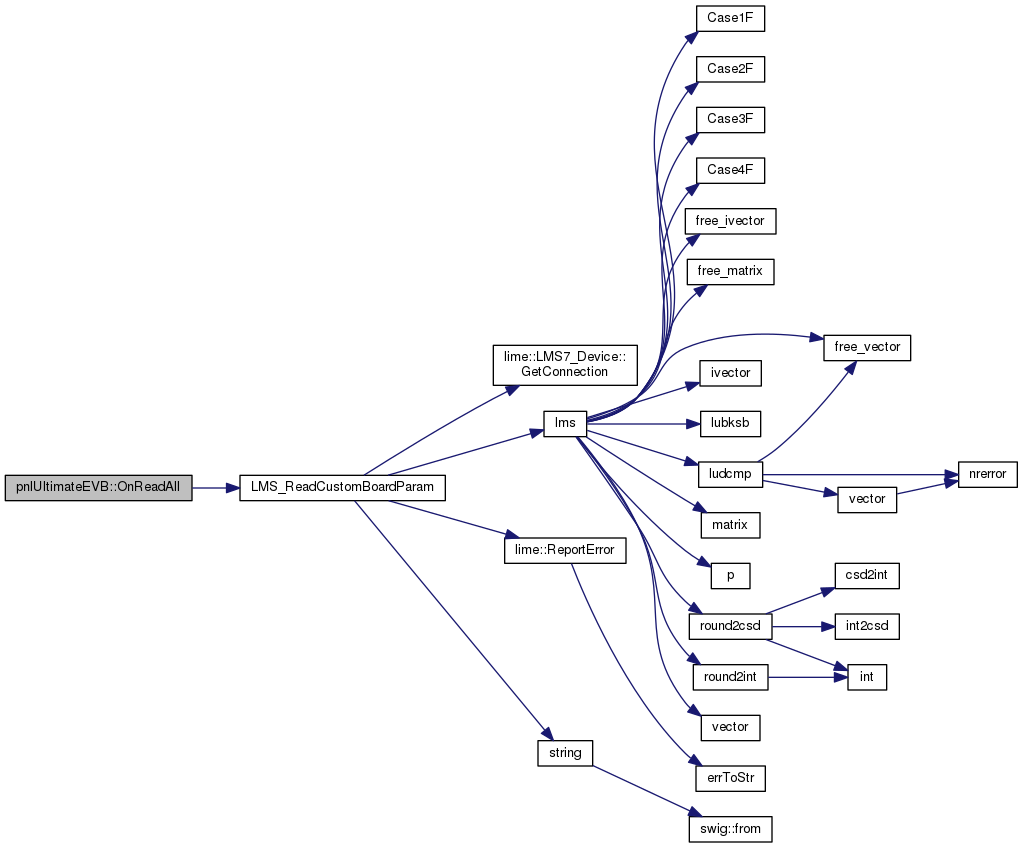 Case1F
Case2F
Case3F
Case4F
free_ivector
free_matrix
free_vector
lime::LMS7_Device::
GetConnection
ivector
lms
lubksb
ludcmp
nrerror
pnlUltimateEVB::OnReadAll
LMS_ReadCustomBoardParam
vector
matrix
lime::ReportError
p
csd2int
round2csd
int2csd
round2int
int
vector
string
errToStr
swig::from